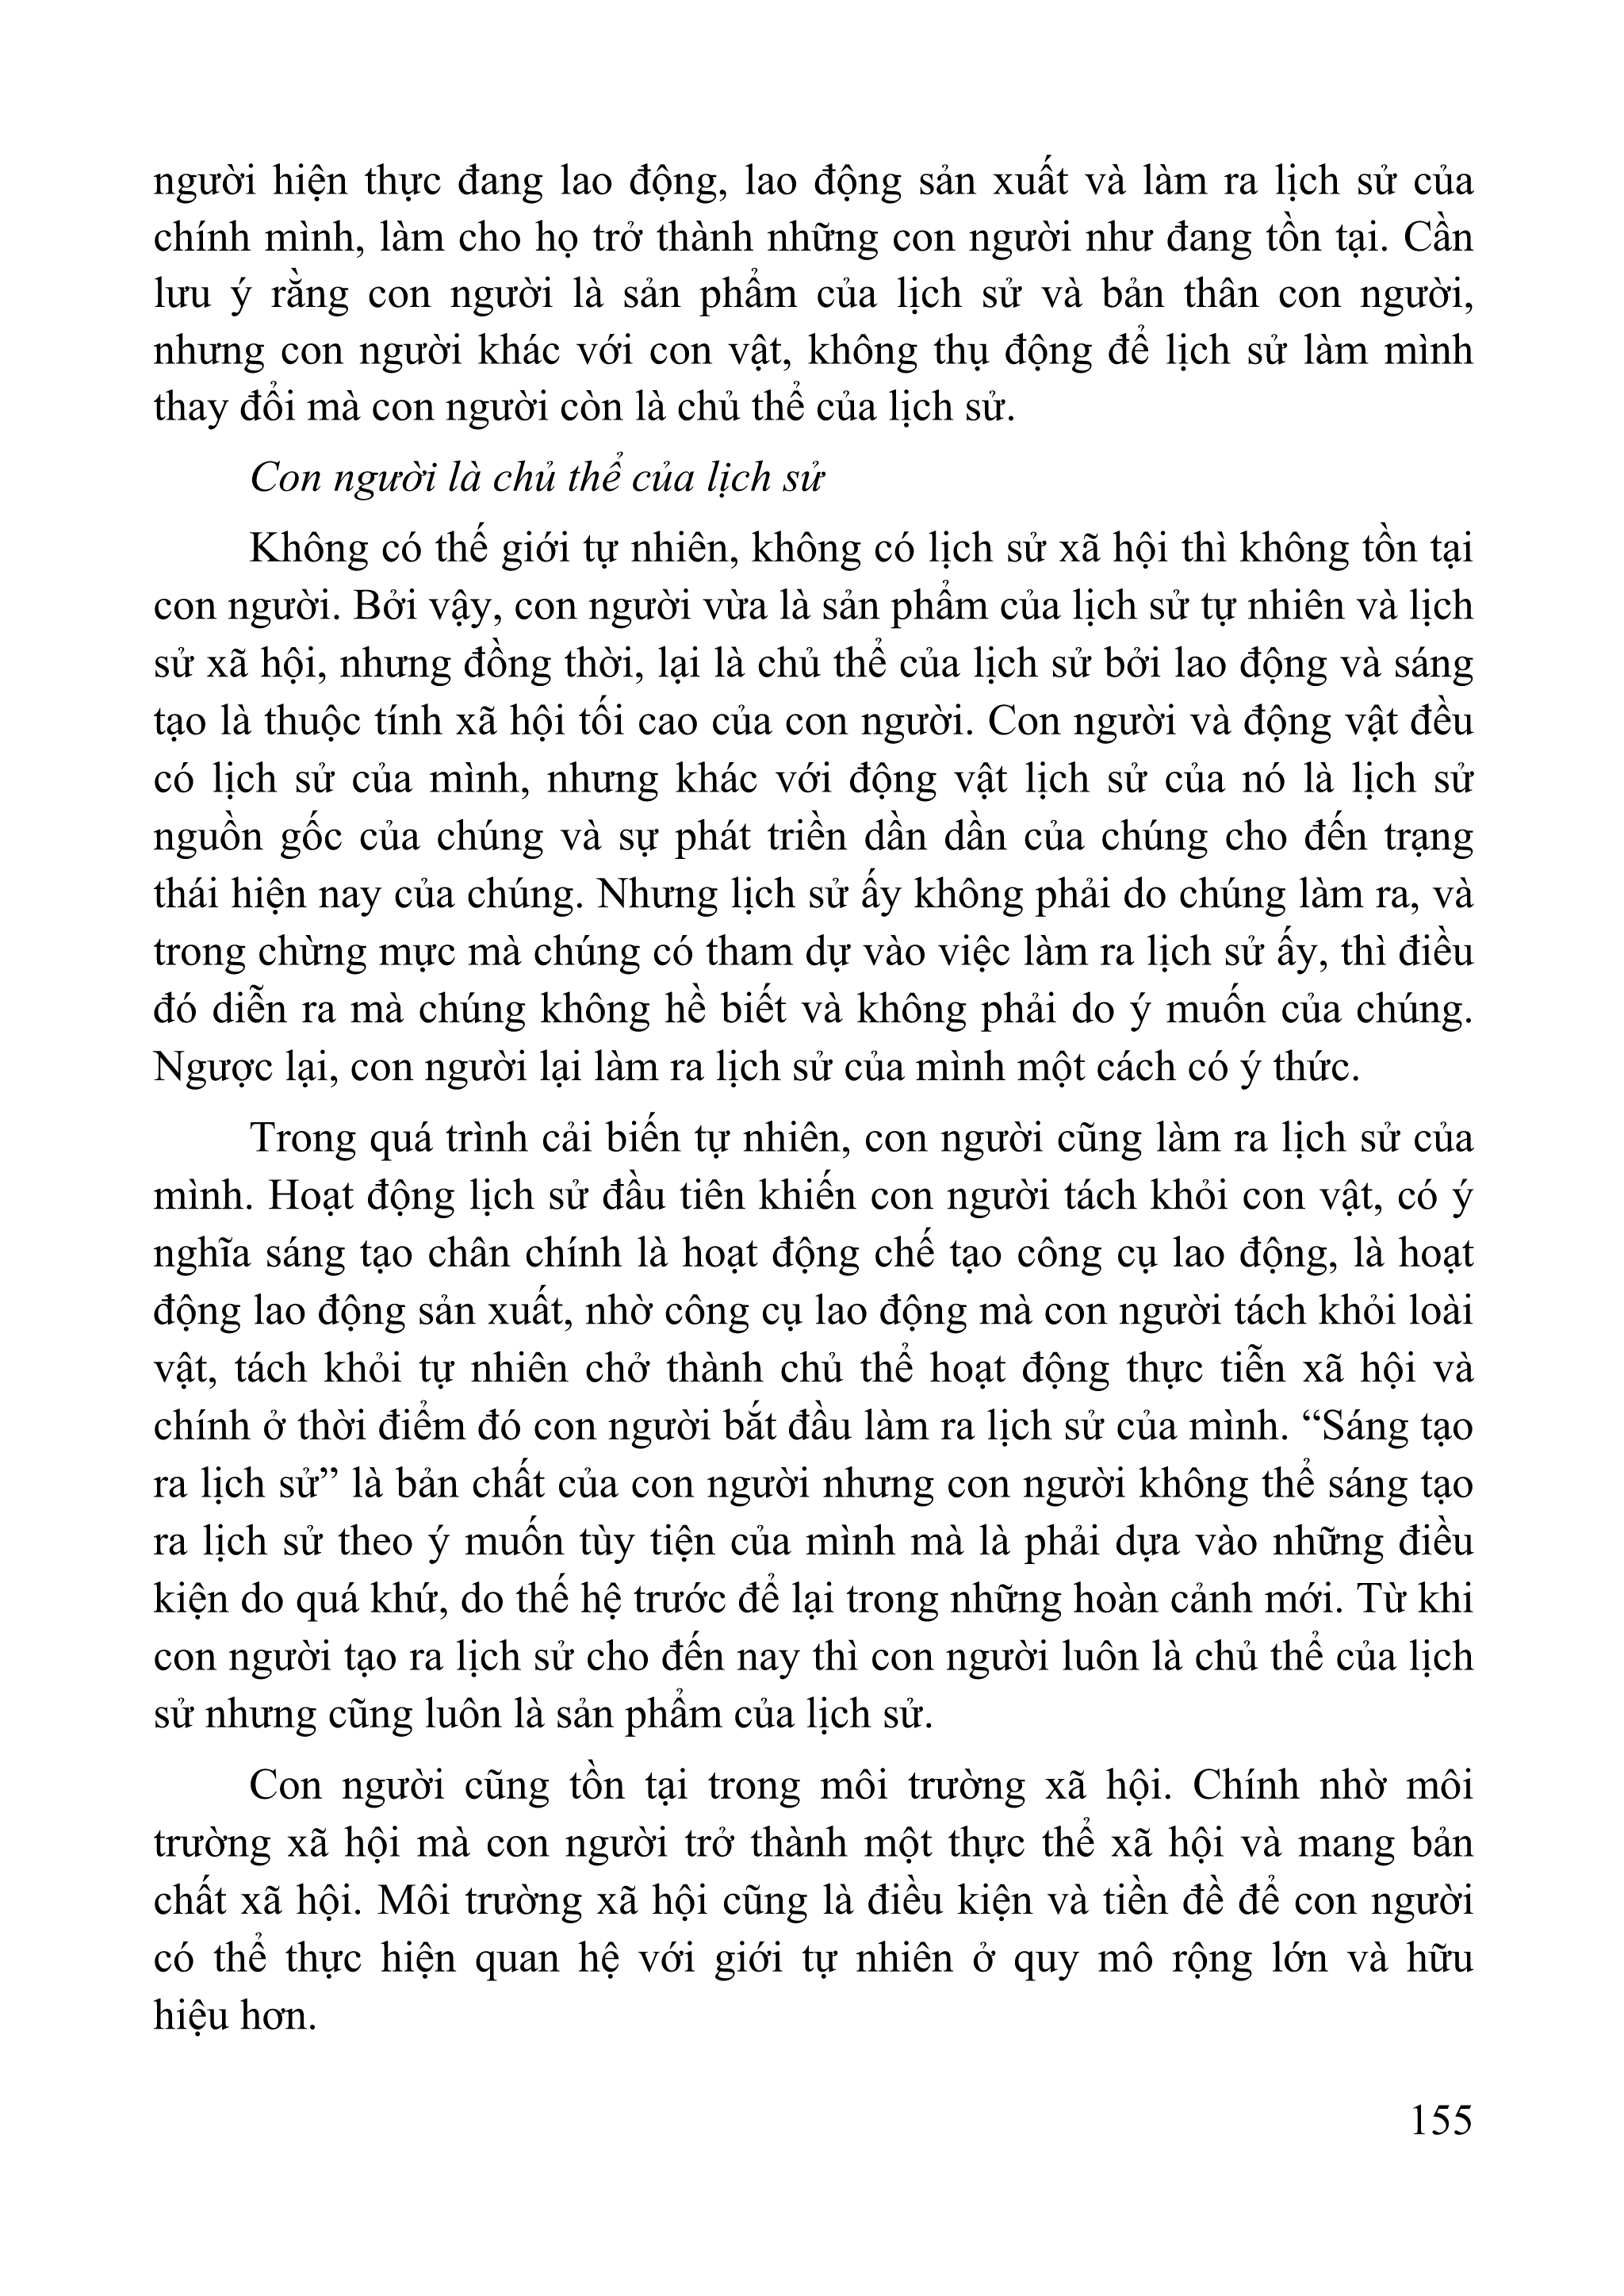 người hiện thực đang lao động, lao động sản xuất và làm ra lịch sử của
chính mình, làm cho họ trở thành những con người như đang tồn tại. Cần
lưu ý rằng con người là sản phẩm của lịch sử và bản thân con người,
nhưng con người khác với con vật, không thụ động để lịch sử làm mình
thay đổi mà con người còn là chủ thể của lịch sử.
Con người là chủ thể của lịch sử
Không có thế giới tự nhiên, không có lịch sử xã hội thì không tồn tại
con người. Bởi vậy, con người vừa là sản phẩm của lịch sử tự nhiên và lịch
sử xã hội, nhưng đồng thời, lại là chủ thể của lịch sử bởi lao động và sáng
tạo là thuộc tính xã hội tối cao của con người. Con người và động vật đều
có lịch sử của mình, nhưng khác với động vật lịch sử của nó là lịch sử
nguồn gốc của chúng và sự phát triền dần dần của chúng cho đến trạng
thái hiện nay của chúng. Nhưng lịch sử ấy không phải do chúng làm ra, và
trong chừng mực mà chúng có tham dự vào việc làm ra lịch sử ấy, thì điều
đó diễn ra mà chúng không hề biết và không phải do ý muốn của chúng.
Ngược lại, con người lại làm ra lịch sử của mình một cách có ý thức.
Trong quá trình cải biến tự nhiên, con người cũng làm ra lịch sử của
mình. Hoạt động lịch sử đầu tiên khiến con người tách khỏi con vật, có ý
nghĩa sáng tạo chân chính là hoạt động chế tạo công cụ lao động, là hoạt
động lao động sản xuất, nhờ công cụ lao động mà con người tách khỏi loài
vật, tách khỏi tự nhiên chở thành chủ thể hoạt động thực tiễn xã hội và
chính ở thời điểm đó con người bắt đầu làm ra lịch sử của mình. “Sáng tạo
ra lịch sử” là bản chất của con người nhưng con người không thể sáng tạo
ra lịch sử theo ý muốn tùy tiện của mình mà là phải dựa vào những điều
kiện do quá khứ, do thế hệ trước để lại trong những hoàn cảnh mới. Từ khi
con người tạo ra lịch sử cho đến nay thì con người luôn là chủ thể của lịch
sử nhưng cũng luôn là sản phẩm của lịch sử.
Con người cũng tồn tại trong môi trường xã hội. Chính nhờ môi
trường xã hội mà con người trở thành một thực thể xã hội và mang bản
chất xã hội. Môi trường xã hội cũng là điều kiện và tiền đề để con người
có thể thực hiện quan hệ với giới tự nhiên ở quy mô rộng lớn và hữu
hiệu hơn.
155